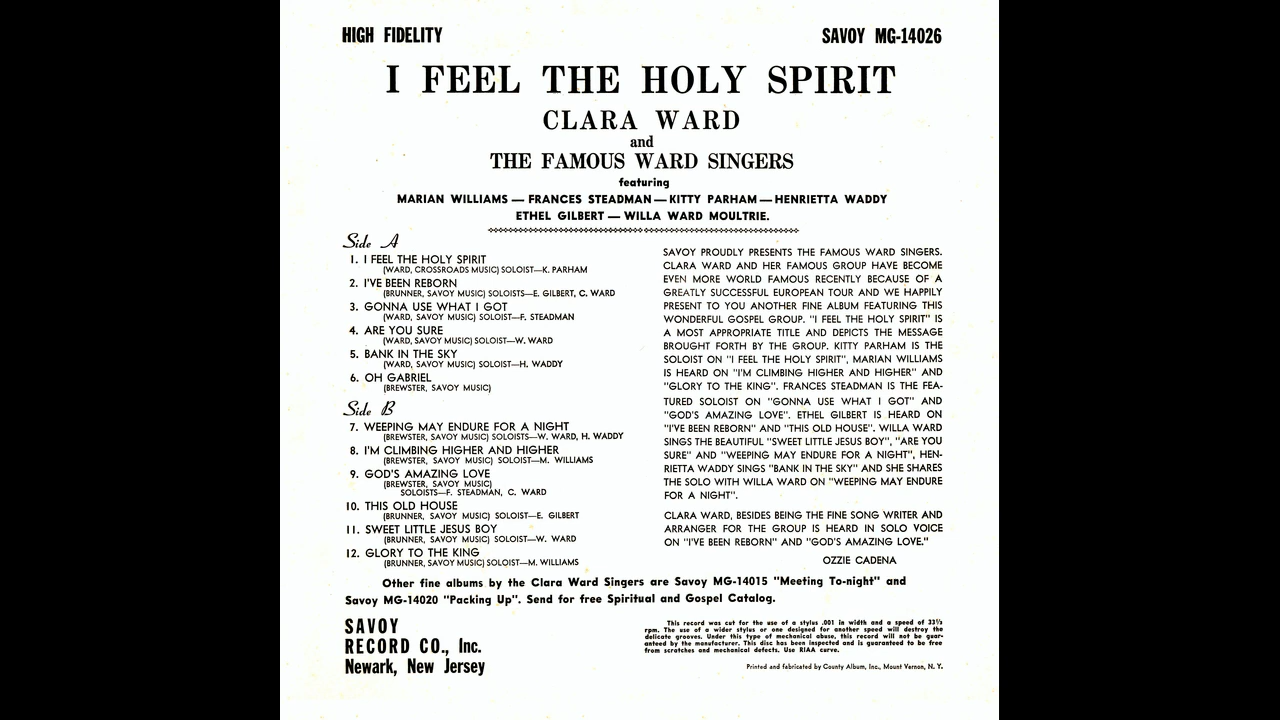 HIGH FIDELITY
SAVOY MG-14026
I FEEL THE HOLY SPIRIT
CLARA WARD
and
THE FAMOUS WARD SINGERS
featuring
MARIAN WILLIAMS — FRANCES STEADMAN — KITTY PARHAM — HENRIETTA WADDY
ETHEL GILBERT — WILLA WARD MOULTRIE.
Side A
1. I FEEL THE HOLY SPIRIT
(WARD, CROSSROADS MUSIC) SOLOIST—K. PARHAM
2. I'VE BEEN REBORN
(BRUNNER, SAVOY MUSIC) SOLOISTS—E. GILBERT, C. WARD
3. GONNA USE WHAT I GOT
(WARD, SAVOY MUSIC) SOLOIST—F. STEADMAN
4. ARE YOU SURE
(WARD, SAVOY MUSIC) SOLOIST—W. WARD
5. BANK IN THE SKY
(WARD, SAVOY MUSIC) SOLOIST—H. WADDY
6. OH GABRIEL
(BREWSTER, SAVOY MUSIC)
Side B
7. WEEPING MAY ENDURE FOR A NIGHT
(BREWSTER, SAVOY MUSIC) SOLOISTS—W. WARD, H. WADDY
8. I'M CLIMBING HIGHER AND HIGHER
(BREWSTER, SAVOY MUSIC) SOLOIST—M. WILLIAMS
9. GOD'S AMAZING LOVE
(BREWSTER, SAVOY MUSIC)
SOLOISTS—F. STEADMAN, C. WARD
10. THIS OLD HOUSE
(BRUNNER, SAVOY MUSIC) SOLOIST—E. GILBERT
11. SWEET LITTLE JESUS BOY
(BRUNNER, SAVOY MUSIC) SOLOIST—W. WARD
12. GLORY TO THE KING
(BRUNNER, SAVOY MUSIC) SOLOIST—M. WILLIAMS
SAVOY PROUDLY PRESENTS THE FAMOUS WARD SINGERS.
CLARA WARD AND HER FAMOUS GROUP HAVE BECOME
EVEN MORE WORLD FAMOUS RECENTLY BECAUSE OF A
GREATLY SUCCESSFUL EUROPEAN TOUR AND WE HAPPILY
PRESENT TO YOU ANOTHER FINE ALBUM FEATURING THIS
WONDERFUL GOSPEL GROUP. "I FEEL THE HOLY SPIRIT" IS
A MOST APPROPRIATE TITLE AND DEPICTS THE MESSAGE
BROUGHT FORTH BY THE GROUP. KITTY PARHAM IS THE
SOLOIST ON "I FEEL THE HOLY SPIRIT", MARIAN WILLIAMS
IS HEARD ON "I'M CLIMBING HIGHER AND HIGHER" AND
"GLORY TO THE KING". FRANCES STEADMAN IS THE FEA-
TURED SOLOIST ON "GONNA USE WHAT I GOT" AND
"GOD'S AMAZING LOVE". ETHEL GILBERT IS HEARD ON
"I'VE BEEN REBORN" AND "THIS OLD HOUSE". WILLA WARD
SINGS THE BEAUTIFUL "SWEET LITTLE JESUS BOY", "ARE YOU
SURE" AND "WEEPING MAY ENDURE FOR A NIGHT", HEN-
RIETTA WADDY SINGS "BANK IN THE SKY" AND SHE SHARES
THE SOLO WITH WILLA WARD ON "WEEPING MAY ENDURE
FOR A NIGHT".
CLARA WARD, BESIDES BEING THE FINE SONG WRITER AND
ARRANGER FOR THE GROUP IS HEARD IN SOLO VOICE
ON "I'VE BEEN REBORN" AND "GOD'S AMAZING LOVE."
OZZIE CADENA
Other fine albums by the Clara Ward Singers are Savoy MG-14015 "Meeting To-night" and
Savoy MG-14020 "Packing Up". Send for free Spiritual and Gospel Catalog.
SAVOY
RECORD CO., Inc.
Newark, New Jersey
This record was cut for the use of a stylus .001 in width and a speed of 33⅓
rpm. The use of a wider stylus or one designed for another speed will destroy the
delicate grooves. Under this type of mechanical abuse, this record will not be guar-
anteed by the manufacturer. This disc has been inspected and is guaranteed to be free
from scratches and mechanical defects. Use RIAA curve.
Printed and fabricated by County Album, Inc., Mount Vernon, N. Y.